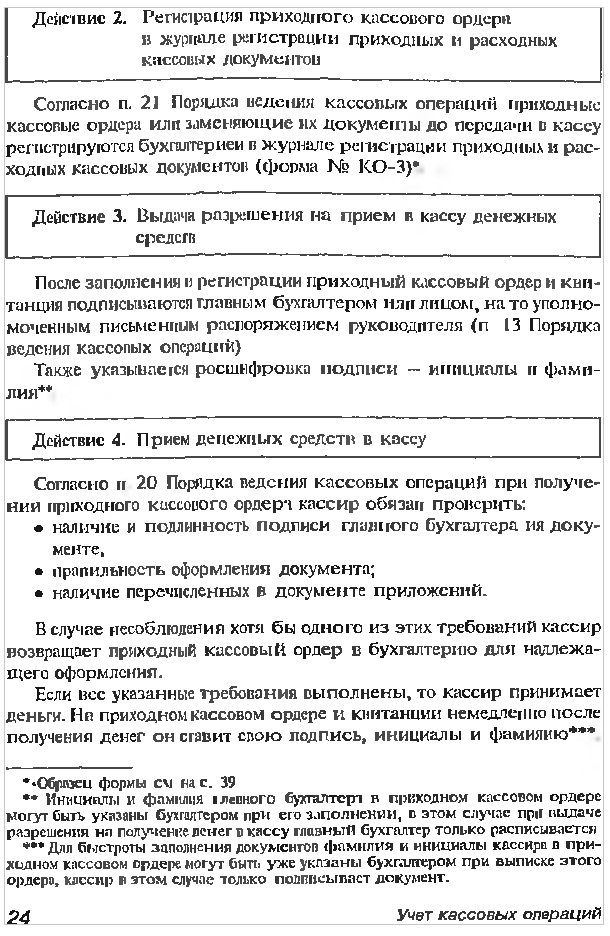 Действие 2. Регистрация приходного кассового ордера
в журнале регистрации приходных и расходных
кассовых документов
Согласно п. 21 Порядка ведения кассовых операций приходные
кассовые ордера или заменяющие их документы до передачи в кассу
регистрируются бухгалтерией в журнале регистрации приходных и рас-
ходных кассовых документов (форма № КО-3)*
Действие 3. Выдача разрешения на прием в кассу денежных
средств
После заполнения и регистрации приходный кассовый ордер и кви-
танция подписываются главным бухгалтером или лицом, на то уполно-
моченным письменным распоряжением руководителя (п 13 Порядка
ведения кассовых операций)
Также указывается росшифровка подписи — инициалы и фами-
лия**
Действие 4. Прием денежных средств в кассу
Согласно п 20 Порядка ведения кассовых операций при получе-
нии приходного кассового ордера кассир обязан проверить:
• наличие и подлинность подписи главного бухгалтера на доку-
менте,
• правильность оформления документа;
• наличие перечисленных в документе приложений.
В случае несоблюдения хотя бы одного из этих требований кассир
возвращает приходный кассовый ордер в бухгалтерию для надлежа-
щего оформления.
Если все указанные требования выполнены, то кассир принимает
деньги. На приходном кассовом ордере и квитанции немедленно после
получения денег он ставит свою подпись, инициалы и фамилию***
*•Образец формы см на с. 39
** Инициалы и фамилия главного бухгалтера в приходном кассовом ордере
могут быть указаны бухгалтером при его заполнении, в этом случае при выдаче
разрешения на получение денег в кассу главный бухгалтер только расписывается
*** Для быстроты заполнения документов фамилия и инициалы кассира в при-
ходном кассовом ордере могут быть уже указаны бухгалтером при выписке этого
ордера, кассир в этом случае только подписывает документ.
24 Учет кассовых операций